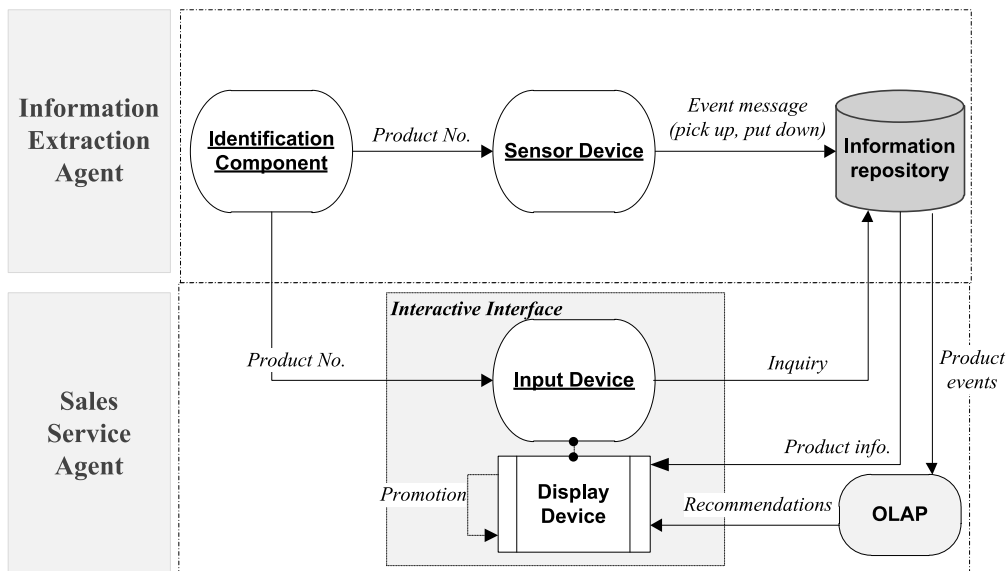 Information
Extraction
Agent
Identification
Component
Product No.
Sensor Device
Event message
(pick up, put down)
Information
repository
Sales
Service
Agent
Interactive Interface
Product No.
Input Device
Inquiry
Product
events
Product info.
Promotion
Display
Device
Recommendations
OLAP